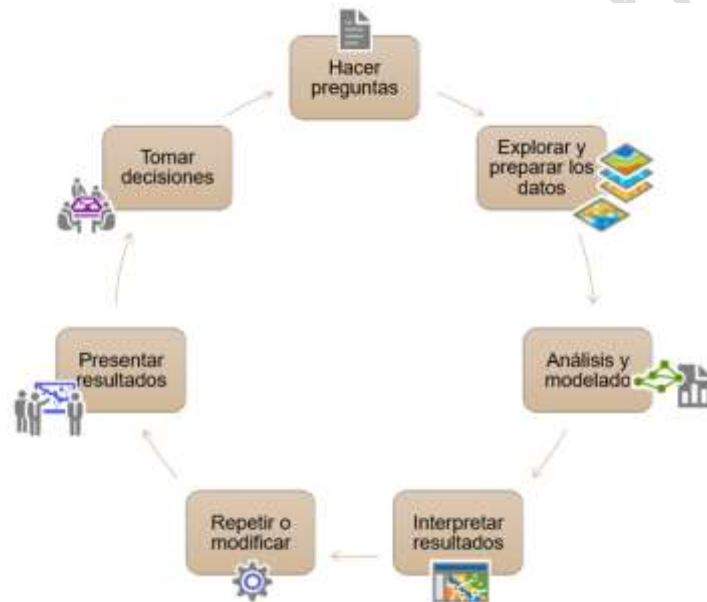 Hacer
preguntas
Explorar y
preparar los
datos
Análisis y
modelado
Interpretar
resultados
Repetir o
modificar
Presentar
resultados
Tomar
decisiones